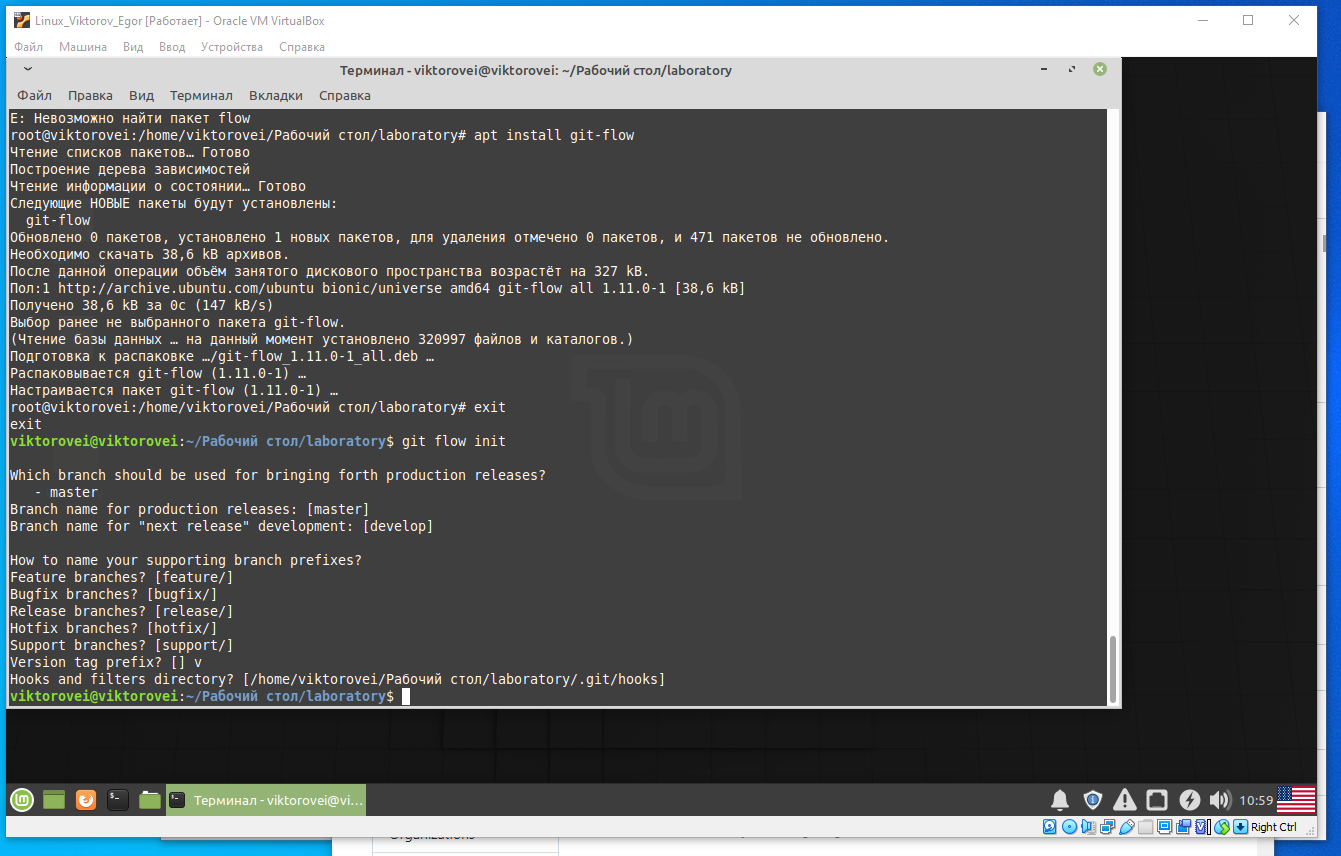 Linux_Viktorov_Egor [Работает] - Oracle VM VirtualBox
Файл Машина Вид Ввод Устройства Справка
Терминал - viktorovei@viktorovei: ~/Рабочий стол/laboratory
Файл Правка Вид Терминал Вкладки Справка
E: Невозможно найти пакет flow
root@viktorovei:/home/viktorovei/Рабочий стол/laboratory# apt install git-flow
Чтение списков пакетов… Готово
Построение дерева зависимостей
Чтение информации о состоянии… Готово
Следующие НОВЫЕ пакеты будут установлены:
git-flow
Обновлено 0 пакетов, установлено 1 новых пакетов, для удаления отмечено 0 пакетов, и 471 пакетов не обновлено.
Необходимо скачать 38,6 kB архивов.
После данной операции объём занятого дискового пространства возрастёт на 327 kB.
Пол:1 http://archive.ubuntu.com/ubuntu bionic/universe amd64 git-flow all 1.11.0-1 [38,6 kB]
Получено 38,6 kB за 0с (147 kB/s)
Выбор ранее не выбранного пакета git-flow.
(Чтение базы данных … на данный момент установлено 320997 файлов и каталогов.)
Подготовка к распаковке …/git-flow_1.11.0-1_all.deb …
Распаковывается git-flow (1.11.0-1) …
Настраивается пакет git-flow (1.11.0-1) …
root@viktorovei:/home/viktorovei/Рабочий стол/laboratory# exit
exit
viktorovei@viktorovei:~/Рабочий стол/laboratory$ git flow init
Which branch should be used for bringing forth production releases?
- master
Branch name for production releases: [master]
Branch name for "next release" development: [develop]
How to name your supporting branch prefixes?
Feature branches? [feature/]
Bugfix branches? [bugfix/]
Release branches? [release/]
Hotfix branches? [hotfix/]
Support branches? [support/]
Version tag prefix? [] v
Hooks and filters directory? [/home/viktorovei/Рабочий стол/laboratory/.git/hooks]
viktorovei@viktorovei:~/Рабочий стол/laboratory$
Терминал - viktorovei@vi... 10:59
Right Ctrl